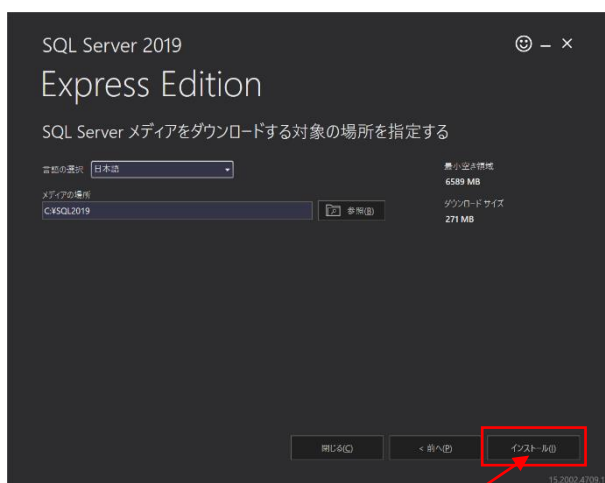 SQL Server 2019
Express Edition
SQL Server メディアをダウンロードする対象の場所を指定する
言語の選択 日本語
最小空き領域
6589 MB
メディアの場所
C:¥SQL2019
参照(B)
ダウンロード サイズ
271 MB
閉じる(C)
< 前へ(P)
インストール(I)
15.2002.4709.1